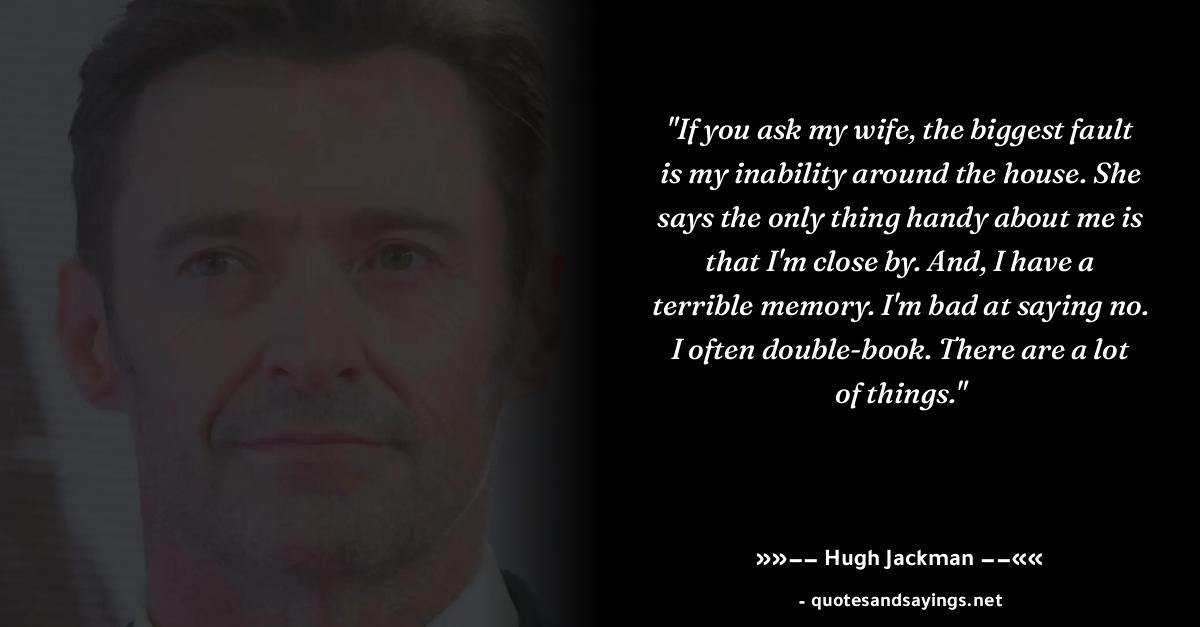 "If you ask my wife, the biggest fault
is my inability around the house. She
says the only thing handy about me is
that I'm close by. And, I have a
terrible memory. I'm bad at saying no.
I often double-book. There are a lot
of things."
»»−− Hugh Jackman −−««
- quotesandsayings.net